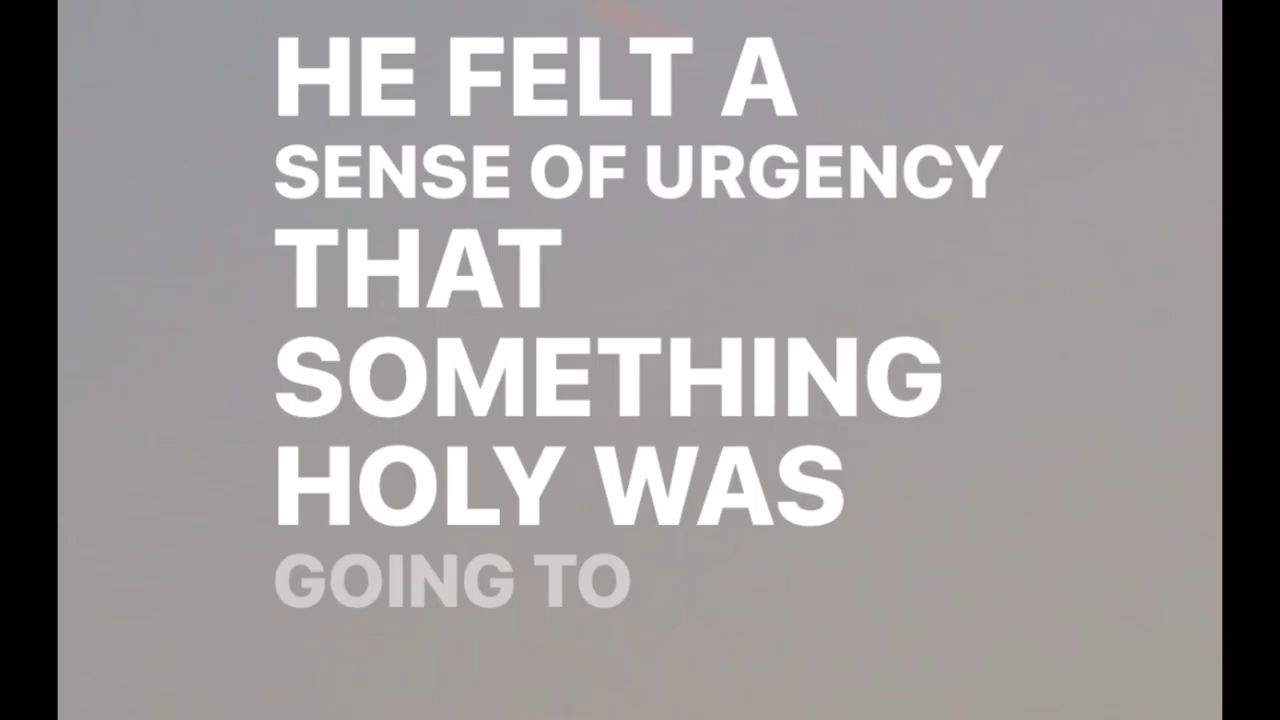 HE FELT A
SENSE OF URGENCY
THAT
SOMETHING
HOLY WAS
GOING TO